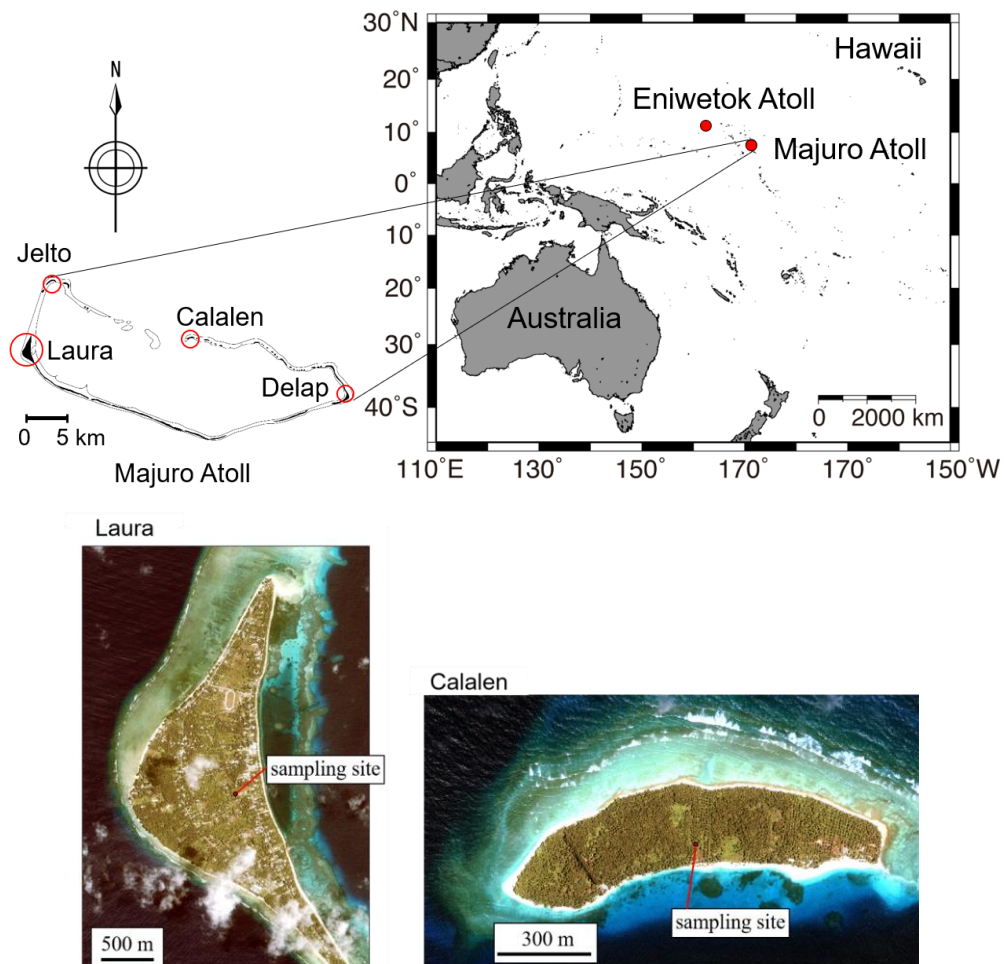 30˚N
Hawaii
N
20˚
Eniwetok Atoll
10˚
Majuro Atoll
0˚
10˚
Jelto
20˚
Calalen
Australia
30˚
Laura
Delap
40˚S
0 2000 km
0 5 km
110˚E 130˚ 150˚ 170˚ 170˚ 150˚W
Majuro Atoll
Laura
Calalen
sampling site
sampling site
500 m
300 m